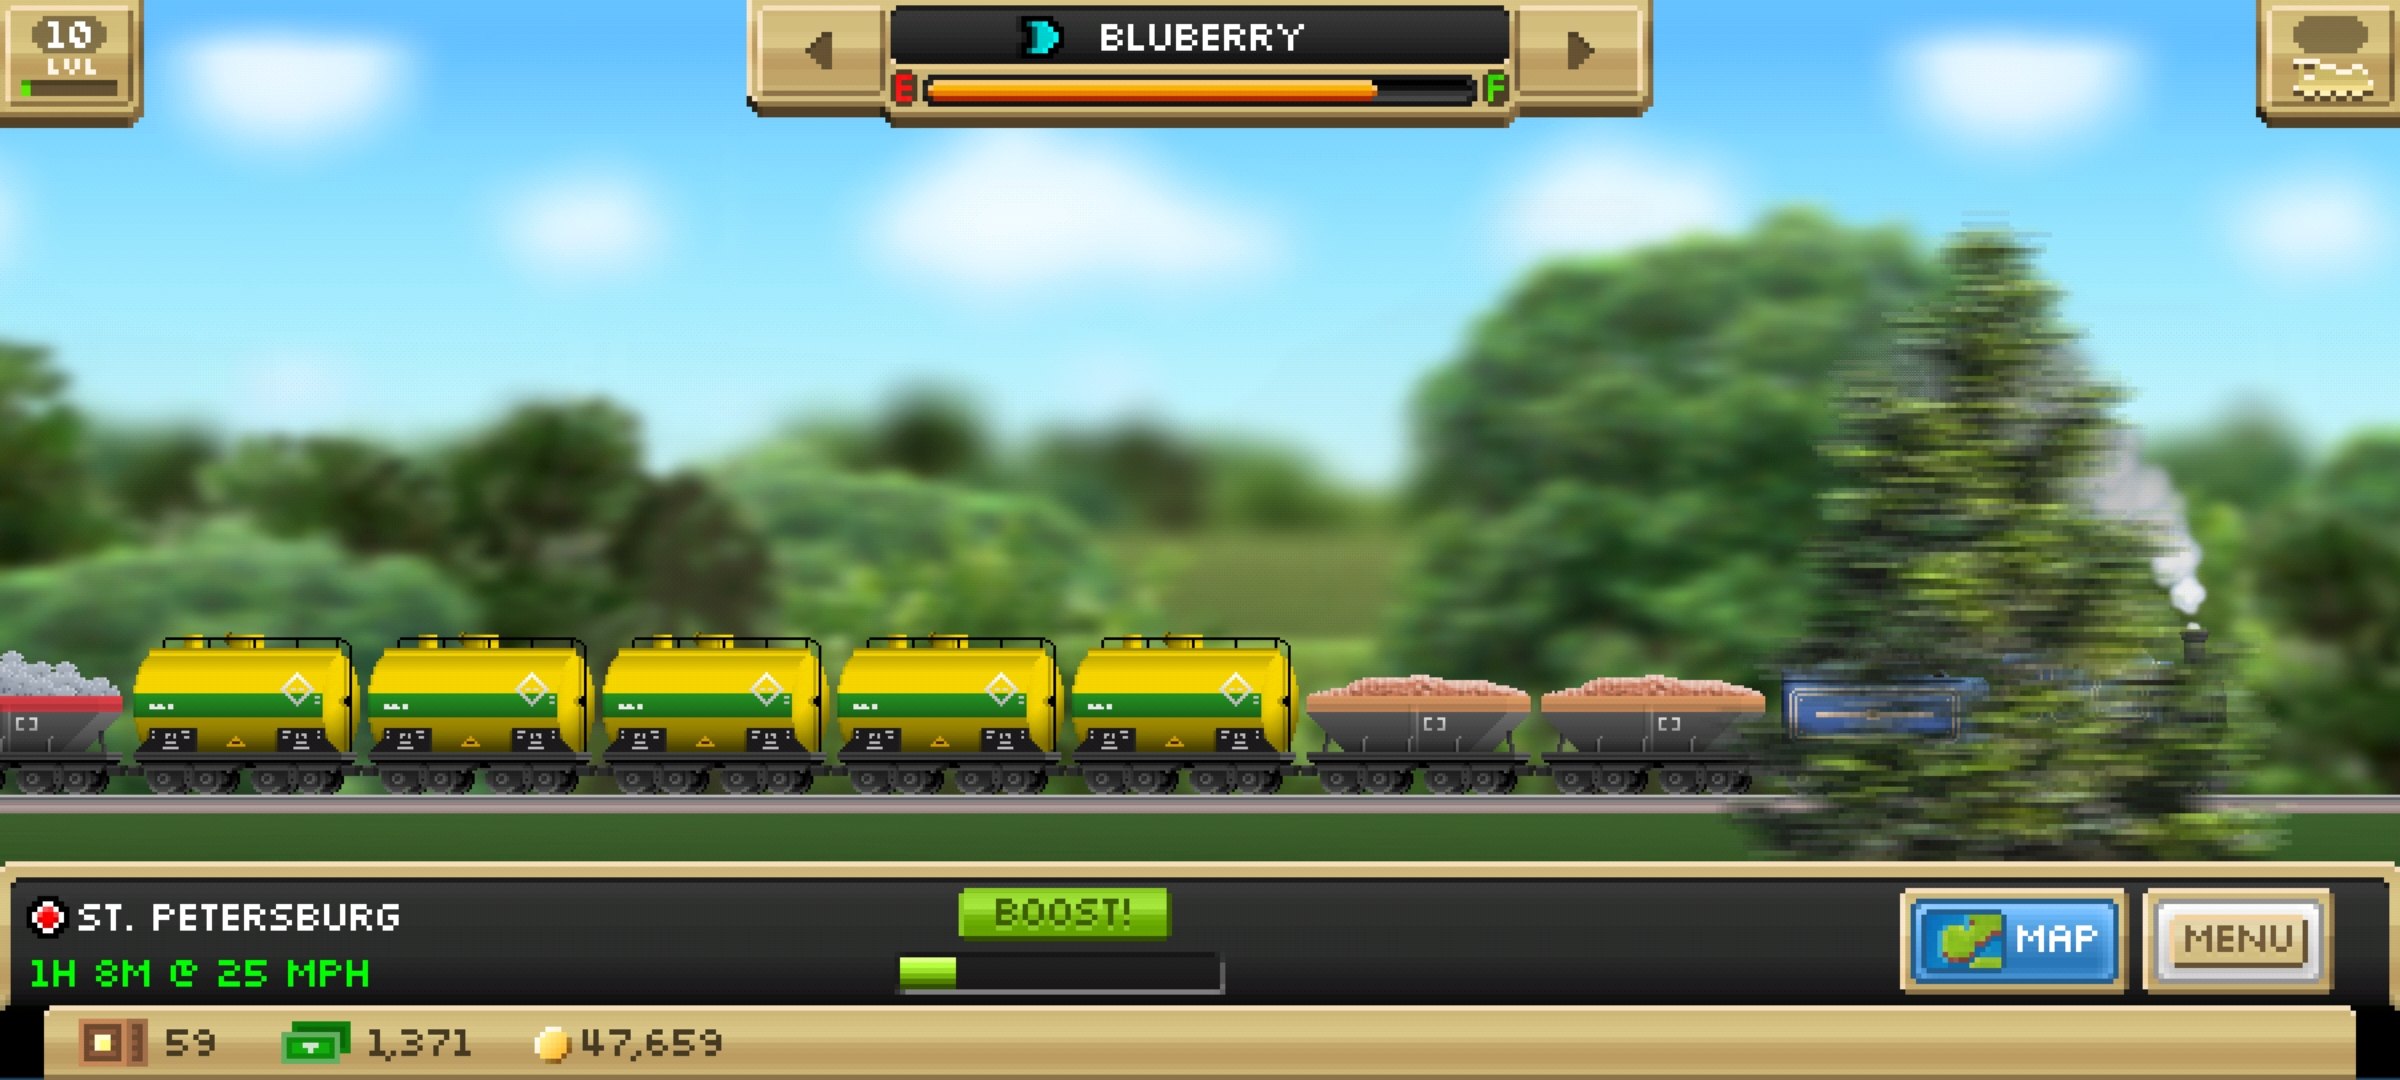 10
LVL
BLUBERRY
E F
ST. PETERSBURG
1H 8M @ 25 MPH
BOOST!
MAP
MENU
59 1,371 47,659